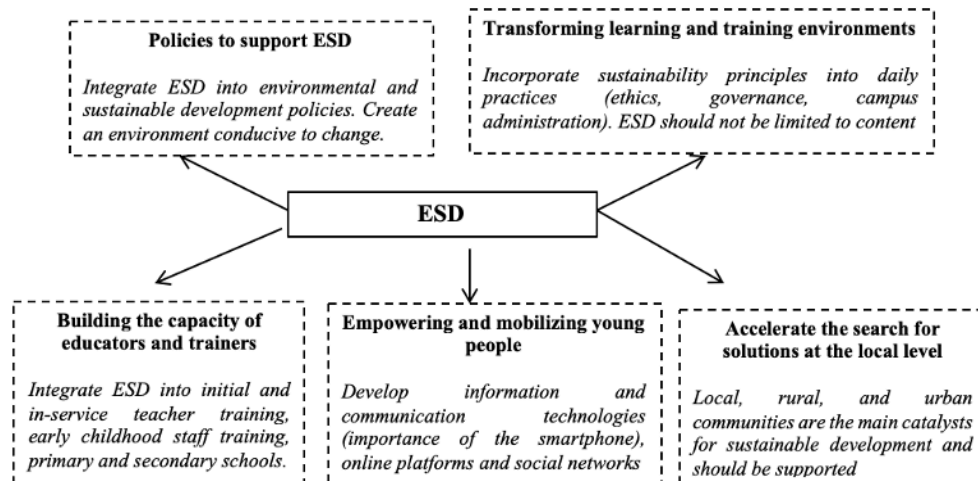 Policies to support ESD
Integrate ESD into environmental and
sustainable development policies. Create
an environment conducive to change.
Transforming learning and training environments
Incorporate sustainability principles into daily
practices (ethics, governance, campus
administration). ESD should not be limited to content
ESD
Building the capacity of
educators and trainers
Integrate ESD into initial and
in-service teacher training,
early childhood staff training,
primary and secondary schools.
Empowering and mobilizing young
people
Develop information and
communication technologies
(importance of the smartphone),
online platforms and social networks
Accelerate the search for
solutions at the local level
Local, rural, and urban
communities are the main catalysts
for sustainable development and
should be supported